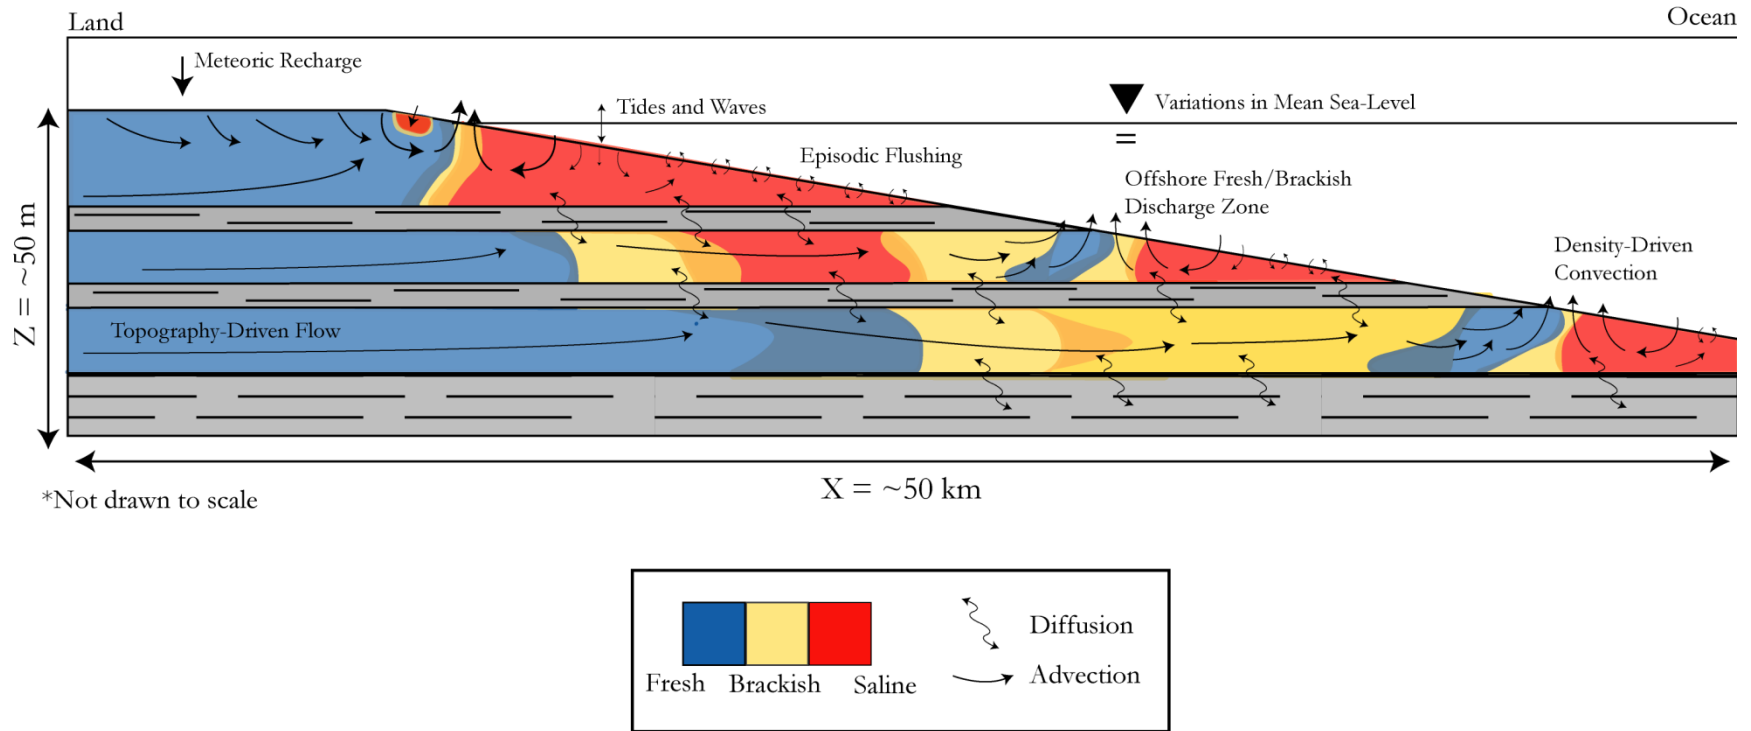 Land
Ocean
Meteoric Recharge
Tides and Waves
Variations in Mean Sea-Level
Episodic Flushing
Offshore Fresh/Brackish
Discharge Zone
Density-Driven
Convection
Z = ~50 m
Topography-Driven Flow
X = ~50 km
*Not drawn to scale
Diffusion
Advection
Fresh Brackish Saline